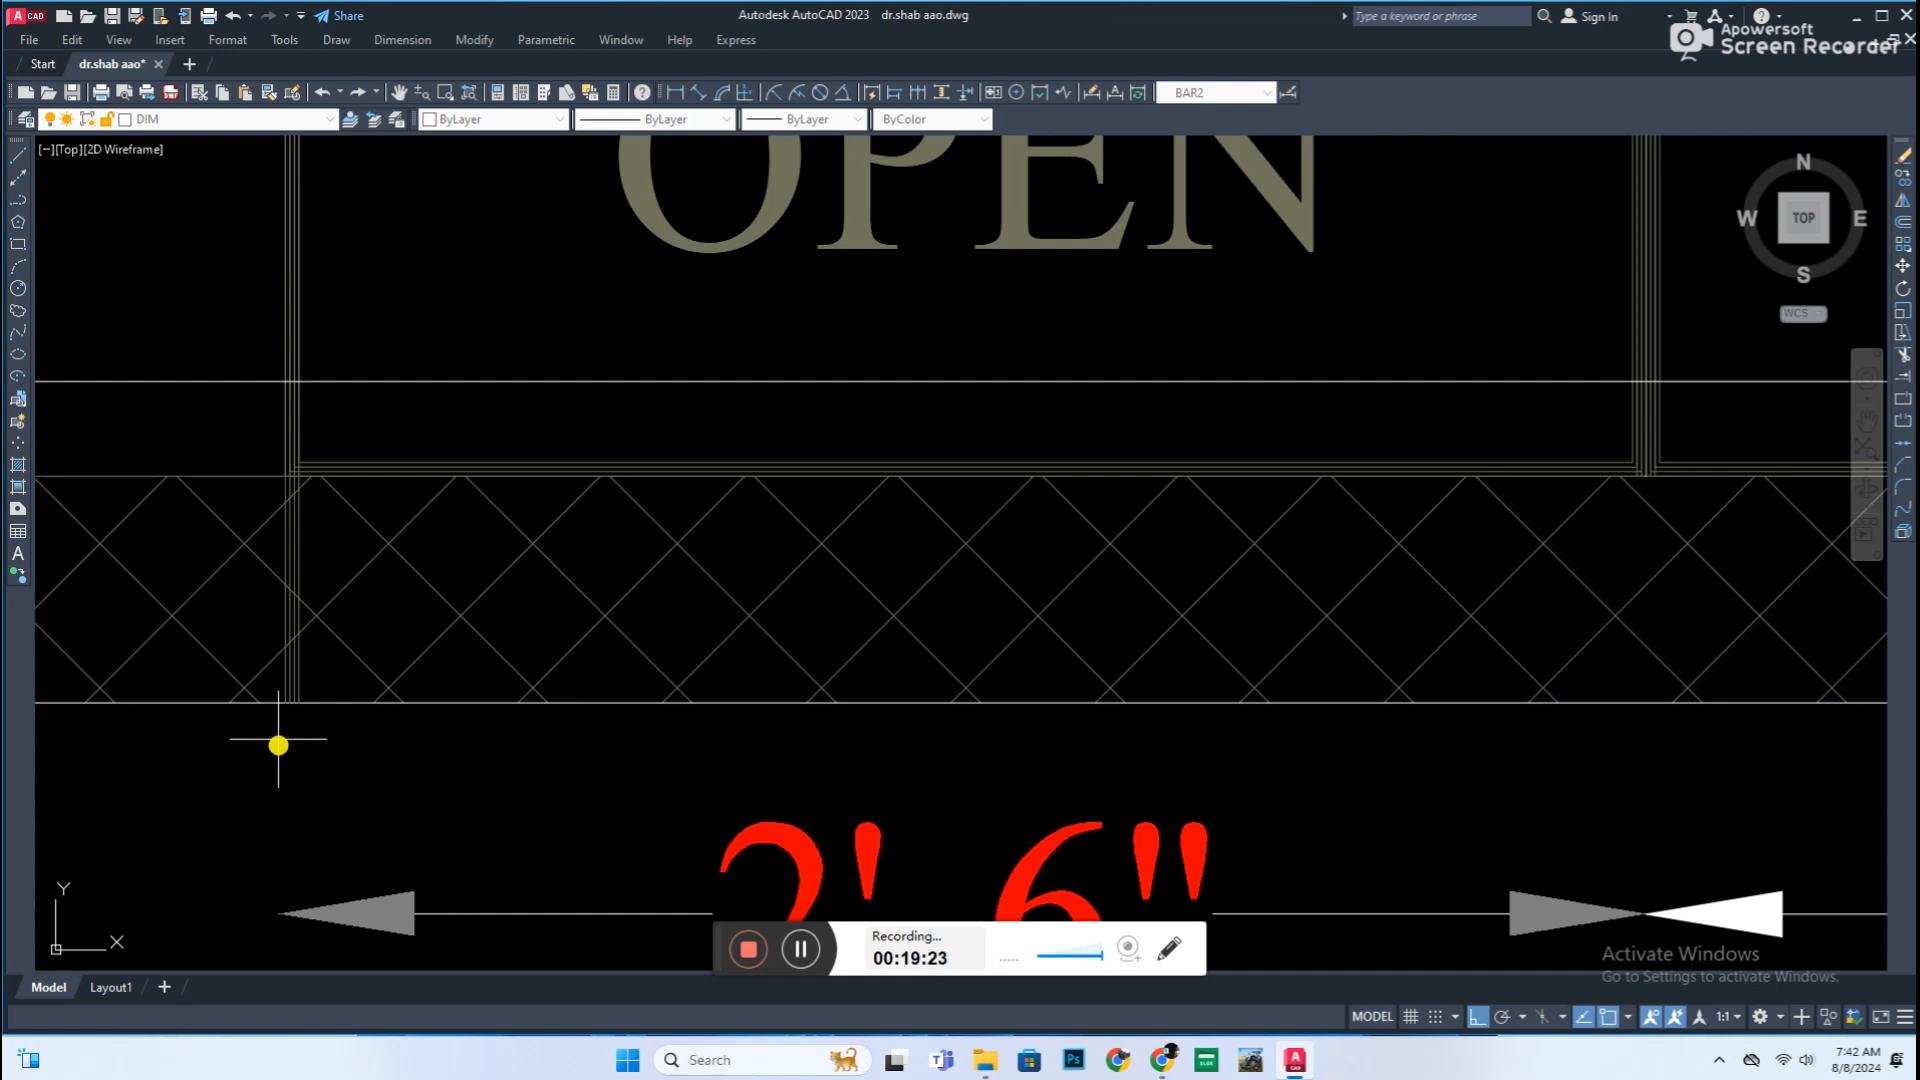 CAD Share Autodesk AutoCAD 2023 dr.shab aao.dwg Type a keyword or phrase Sign In
File Edit View Insert Format Tools Draw Dimension Modify Parametric Window Help Express
Apowersoft
Screen Recorder
Start dr.shab aao*
BAR2
DIM ByLayer ByLayer ByLayer ByColor
[−][Top][2D Wireframe]
OPEN
N
W TOP E
S
WCS
2' 6"
Y
X
Recording...
00:19:23
Activate Windows
Go to Settings to activate Windows.
Model Layout1
MODEL 1:1
Search
7:42 AM
8/8/2024